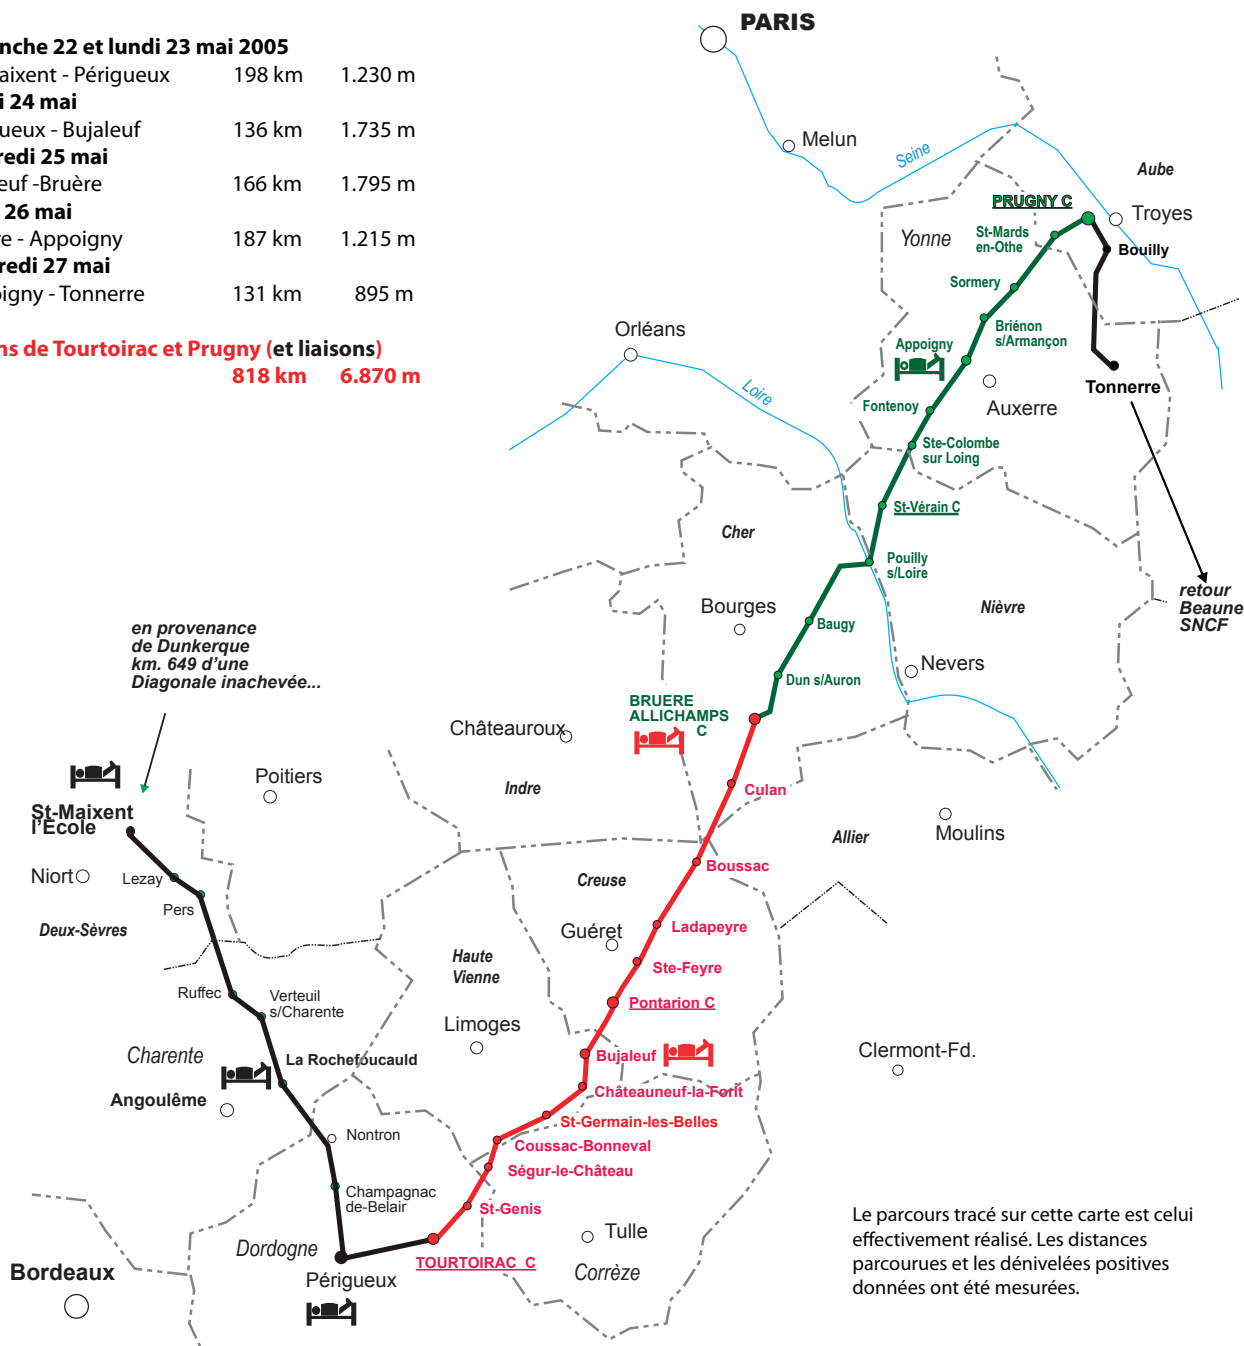 nche 22 et lundi 23 mai 2005
aixent - Périgueux 198 km 1.230 m
i 24 mai
ueux - Bujaleuf 136 km 1.735 m
redi 25 mai
euf -Bruère 166 km 1.795 m
26 mai
re - Appoigny 187 km 1.215 m
redi 27 mai
oigny - Tonnerre 131 km 895 m
ns de Tourtoirac et Prugny (et liaisons)
818 km 6.870 m
PARIS
Melun
Seine
Aube
PRUGNY C
Troyes
Yonne
St-Mards
en-Othe
Bouilly
Sormery
Orléans
Briénon
s/Armançon
Appoigny
Loire
Tonnerre
Auxerre
Fontenoy
Ste-Colombe
sur Loing
St-Vérain C
Cher
Pouilly
s/Loire
retour
Beaune
SNCF
Bourges
Nièvre
Baugy
en provenance
de Dunkerque
km. 649 d'une
Diagonale inachevée...
Nevers
Dun s/Auron
BRUERE
ALLICHAMPS
C
Châteauroux
Poitiers
Indre
Culan
St-Maixent
l'École
Allier
Moulins
Niort
Lezay
Boussac
Creuse
Pers
Deux-Sèvres
Guéret
Ladapeyre
Haute
Vienne
Ste-Feyre
Ruffec
Verteuil
s/Charente
Pontarion C
Limoges
Charente
La Rochefoucauld
Bujaleuf
Clermont-Fd.
Angoulême
Châteauneuf-la-Forît
St-Germain-les-Belles
Nontron
Coussac-Bonneval
Ségur-le-Château
Champagnac
de-Belair
St-Genis
Tulle
Dordogne
TOURTOIRAC C
Corrèze
Bordeaux
Périgueux
Le parcours tracé sur cette carte est celui
effectivement réalisé. Les distances
parcourues et les dénivelées positives
données ont été mesurées.